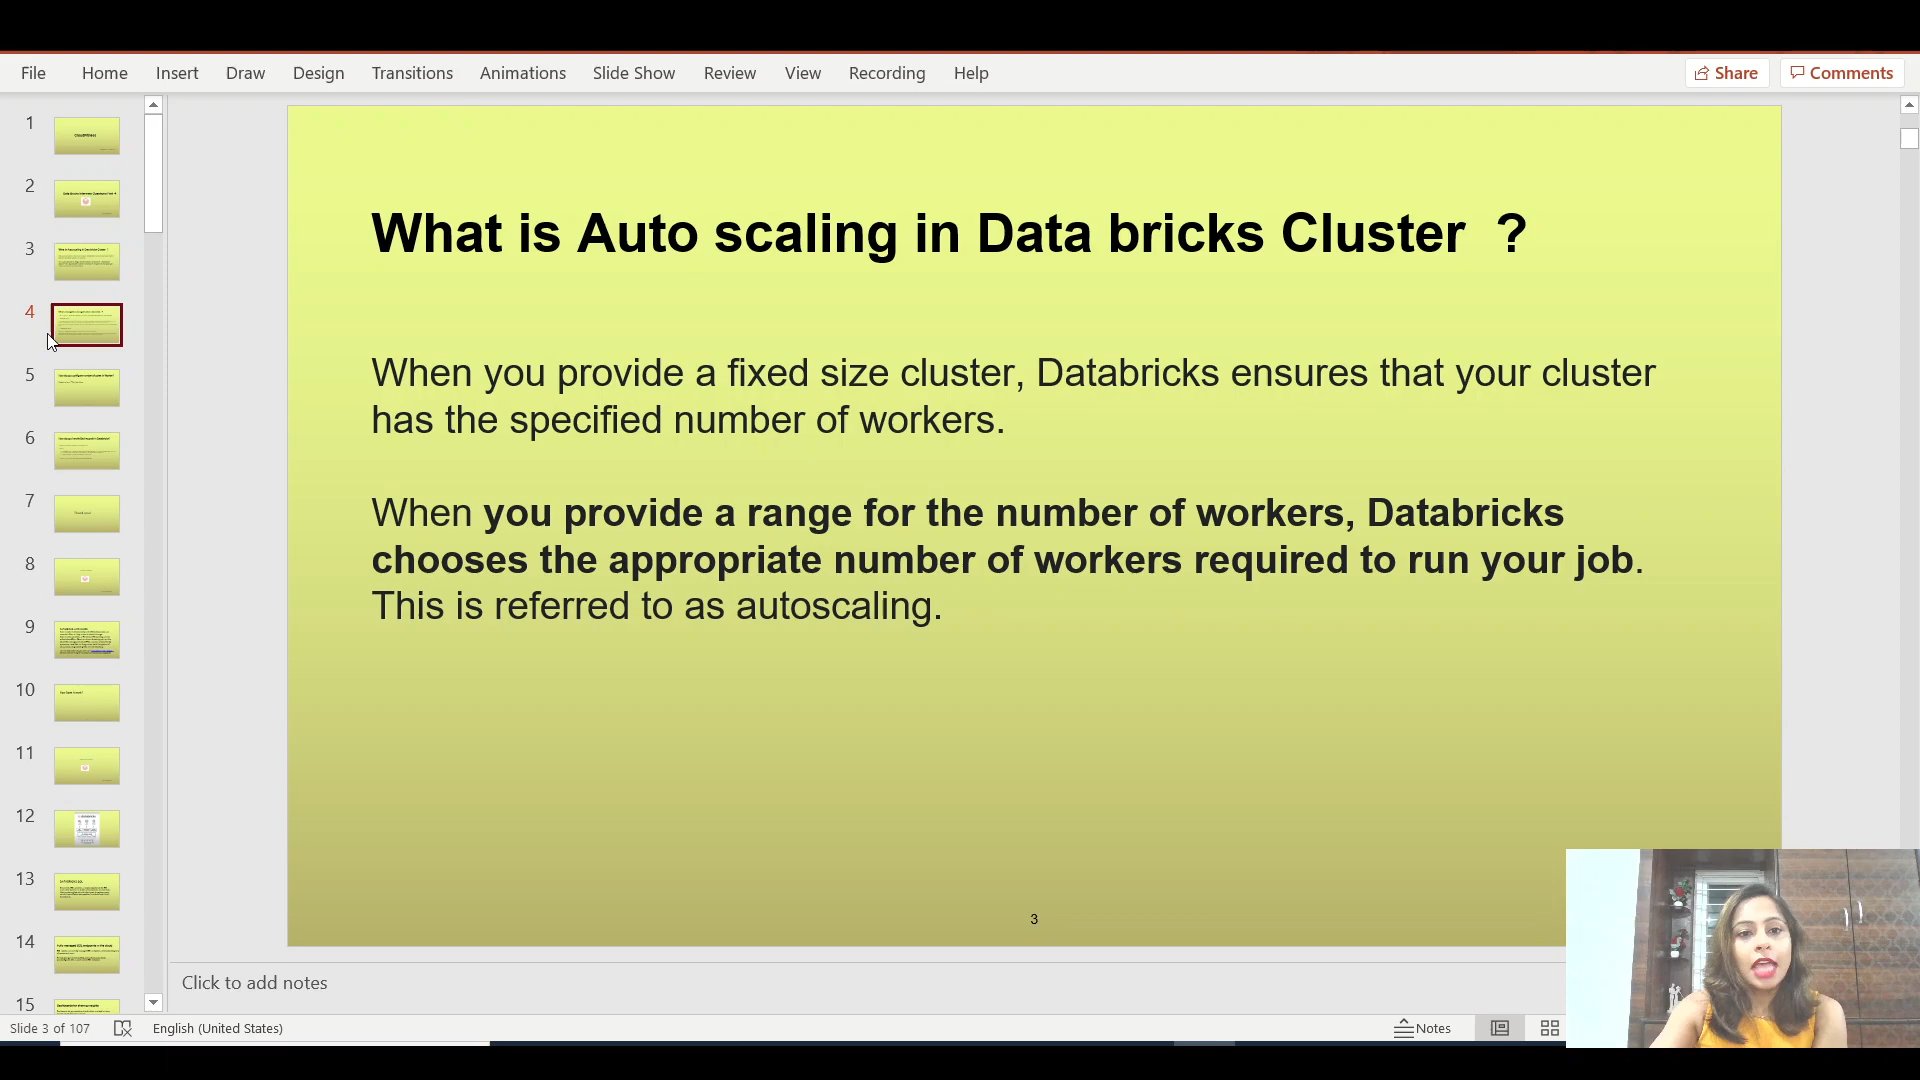 File Home Insert Draw Design Transitions Animations Slide Show Review View Recording Help Share Comments
1
2
3
4
5
6
7
8
9
10
11
12
13
14
15
What is Auto scaling in Data bricks Cluster ?
When you provide a fixed size cluster, Databricks ensures that your cluster
has the specified number of workers.
When you provide a range for the number of workers, Databricks
chooses the appropriate number of workers required to run your job.
This is referred to as autoscaling.
3
Click to add notes
Slide 3 of 107 English (United States) Notes